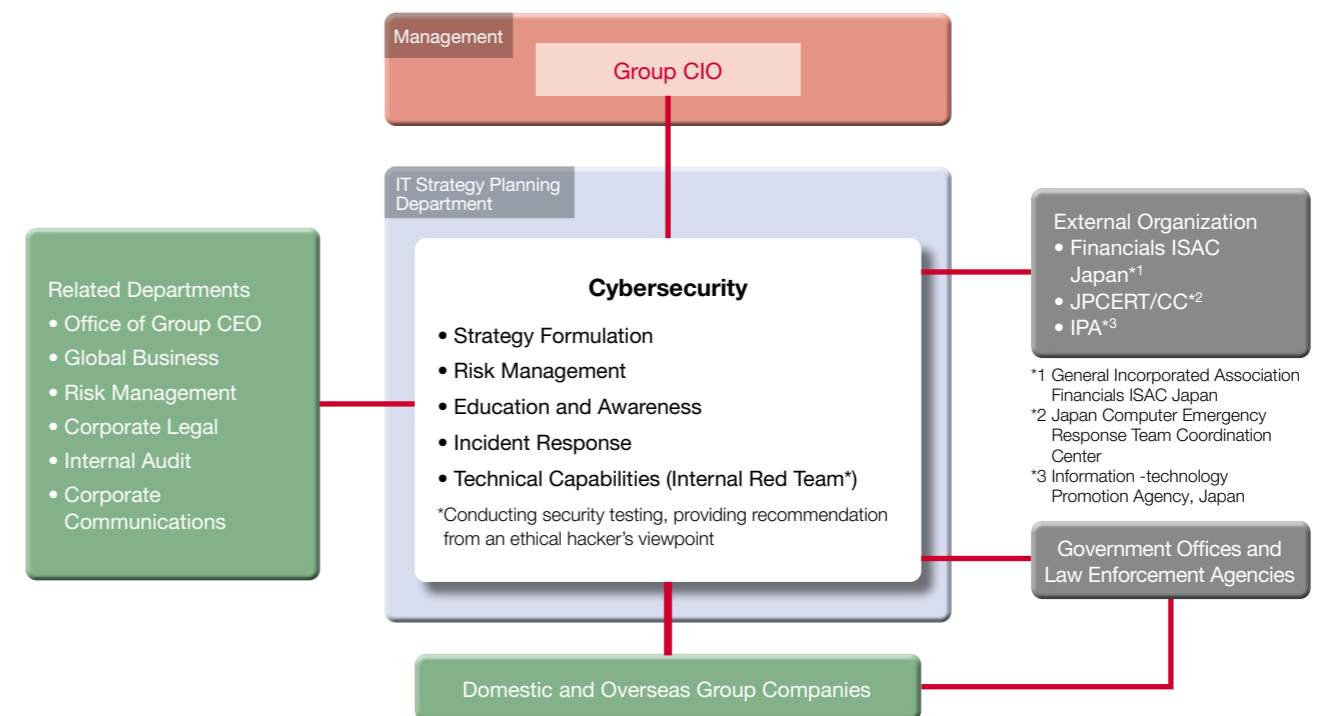 Management
Group CIO
IT Strategy Planning
Department
Cybersecurity
• Strategy Formulation
• Risk Management
• Education and Awareness
• Incident Response
• Technical Capabilities (Internal Red Team*)
*Conducting security testing, providing recommendation
from an ethical hacker's viewpoint
Related Departments
• Office of Group CEO
• Global Business
• Risk Management
• Corporate Legal
• Internal Audit
• Corporate
Communications
External Organization
• Financials ISAC
Japan*1
• JPCERT/CC*2
• IPA*3
*1 General Incorporated Association
Financials ISAC Japan
*2 Japan Computer Emergency
Response Team Coordination
Center
*3 Information -technology
Promotion Agency, Japan
Government Offices and
Law Enforcement Agencies
Domestic and Overseas Group Companies